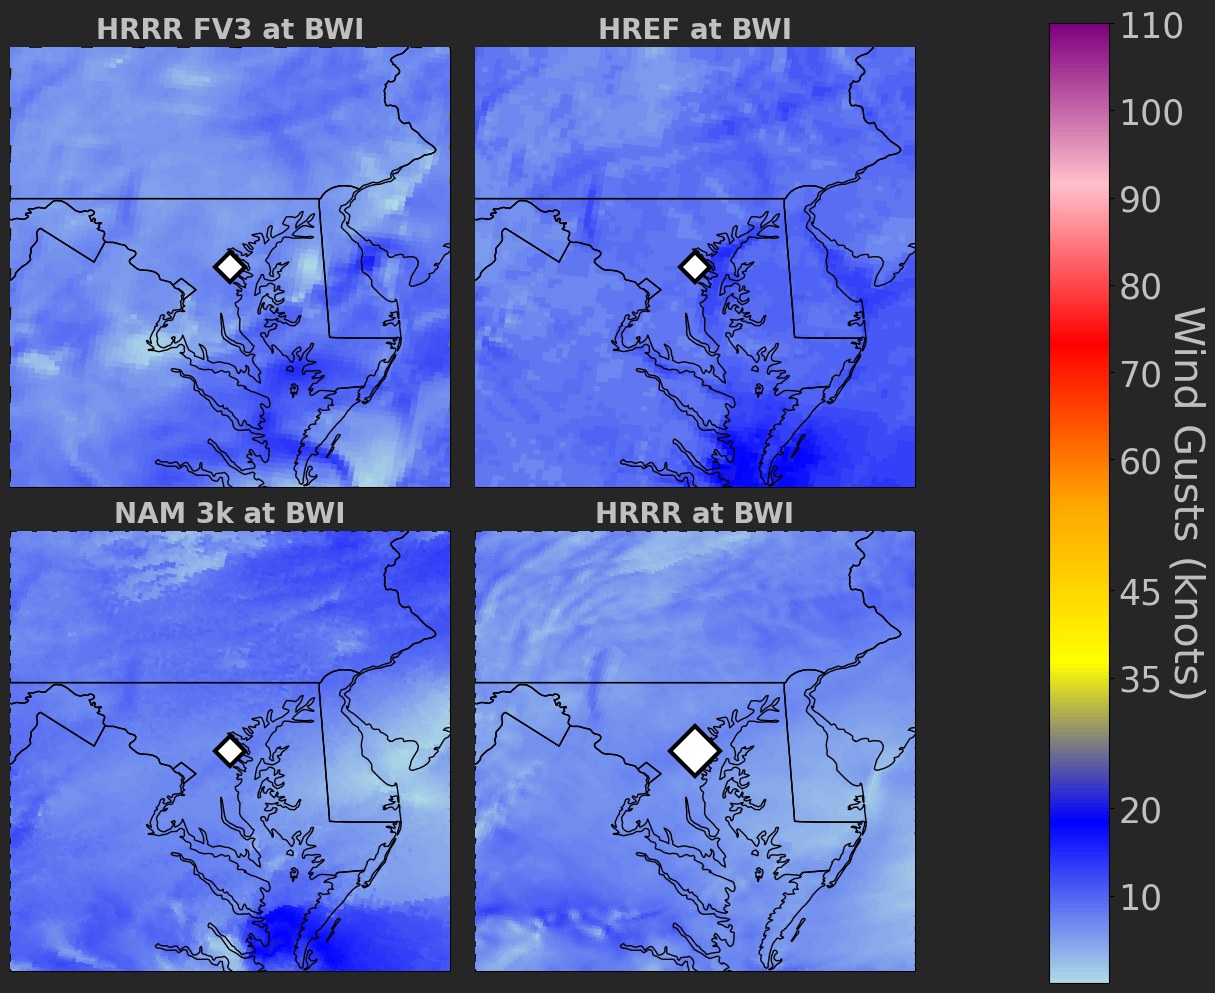 HRRR FV3 at BWI
HREF at BWI
NAM 3k at BWI
HRRR at BWI
110
100
90
80
70
60
45
35
20
10
Wind Gusts (knots)